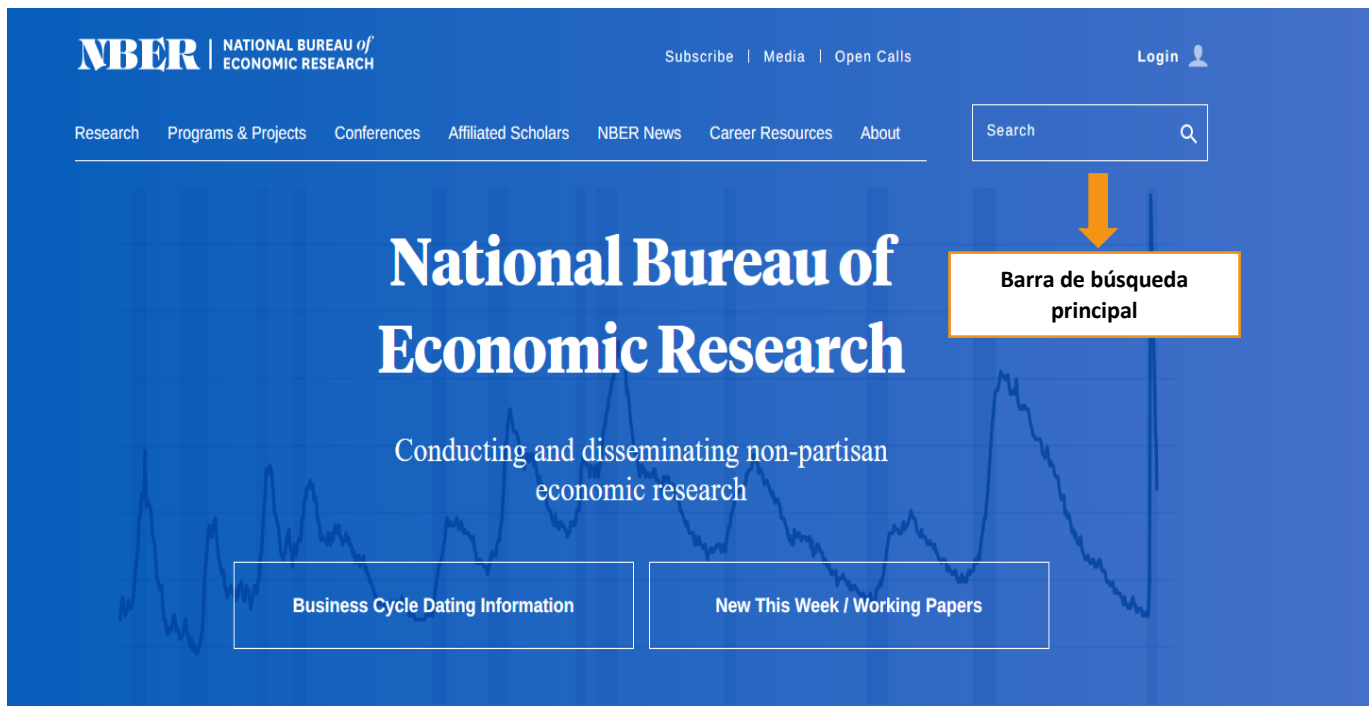 NBER | NATIONAL BUREAU of
ECONOMIC RESEARCH
Subscribe | Media | Open Calls
Login
Research Programs & Projects Conferences Affiliated Scholars NBER News Career Resources About
Search
National Bureau of
Economic Research
Barra de búsqueda
principal
Conducting and disseminating non-partisan
economic research
Business Cycle Dating Information
New This Week / Working Papers